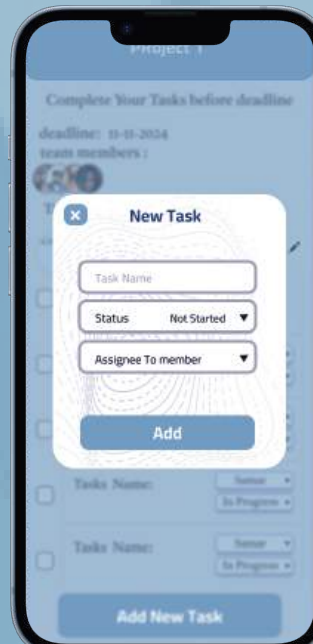 PRoject 1
Complete Your Tasks before deadline
deadline: 11-11-2024
team members :
New Task
Task Name
Status Not Started
Assignee To member
Add
Tasks Name:
In Progress
Tasks Name:
In Progress
Add New Task